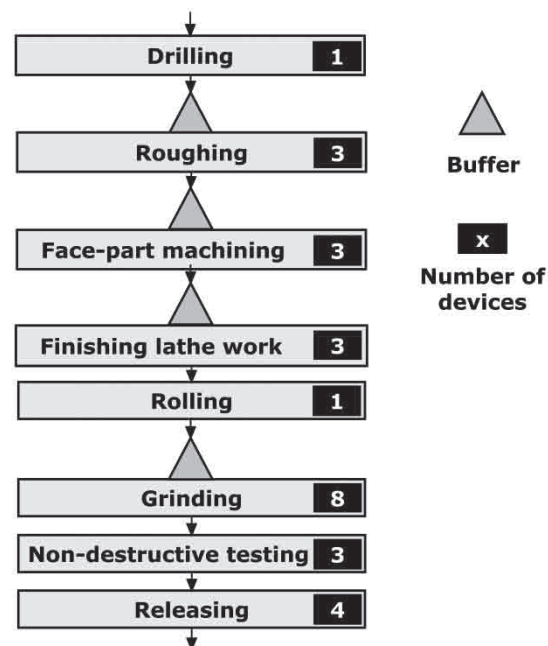 Drilling 1
Roughing 3
Buffer
Face-part machining 3
x
Number of
devices
Finishing lathe work 3
Rolling 1
Grinding 8
Non-destructive testing 3
Releasing 4